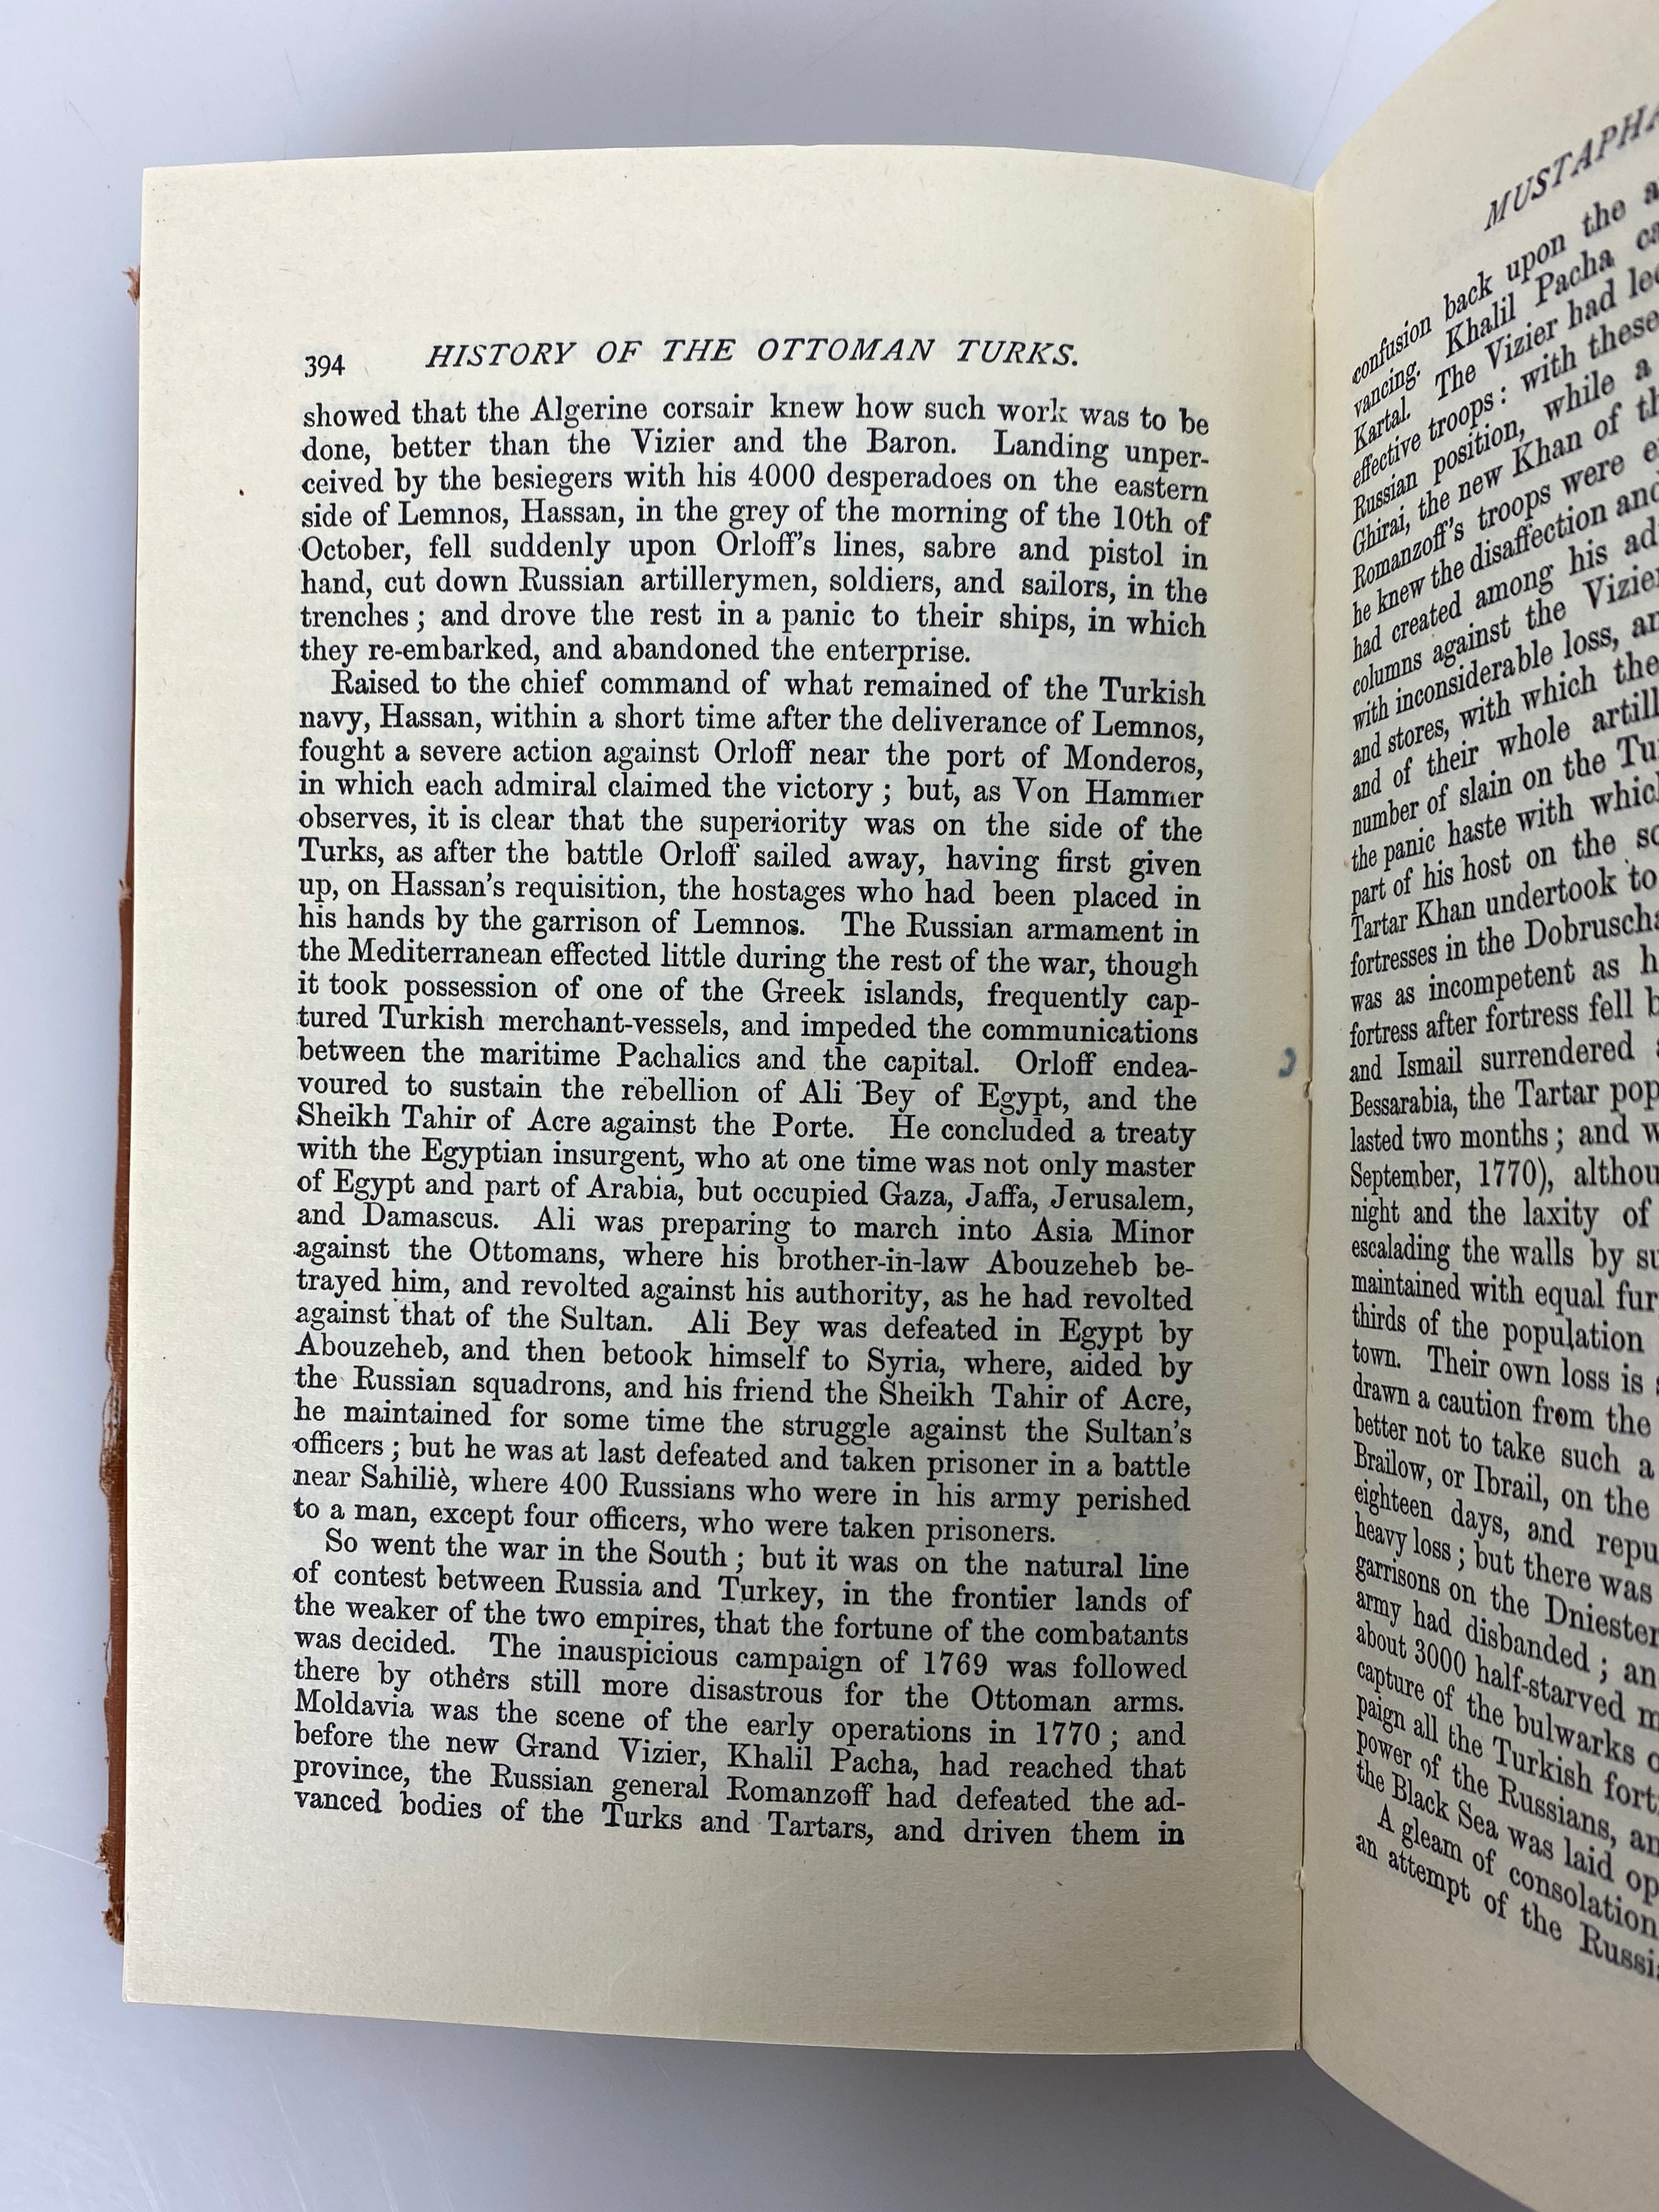 394 HISTORY OF THE OTTOMAN TURKS.
showed that the Algerine corsair knew how such work was to be
done, better than the Vizier and the Baron. Landing unper-
ceived by the besiegers with his 4000 desperadoes on the eastern
side of Lemnos, Hassan, in the grey of the morning of the 10th of
October, fell suddenly upon Orloff's lines, sabre and pistol in
hand, cut down Russian artillerymen, soldiers, and sailors, in the
trenches ; and drove the rest in a panic to their ships, in which
they re-embarked, and abandoned the enterprise.
Raised to the chief command of what remained of the Turkish
navy, Hassan, within a short time after the deliverance of Lemnos,
fought a severe action against Orloff near the port of Monderos,
in which each admiral claimed the victory ; but, as Von Hammer
observes, it is clear that the superiority was on the side of the
Turks, as after the battle Orloff sailed away, having first given
up, on Hassan's requisition, the hostages who had been placed in
his hands by the garrison of Lemnos. The Russian armament in
the Mediterranean effected little during the rest of the war, though
it took possession of one of the Greek islands, frequently cap-
tured Turkish merchant-vessels, and impeded the communications
between the maritime Pachalics and the capital. Orloff endea-
voured to sustain the rebellion of Ali Bey of Egypt, and the
Sheikh Tahir of Acre against the Porte. He concluded a treaty
with the Egyptian insurgent, who at one time was not only master
of Egypt and part of Arabia, but occupied Gaza, Jaffa, Jerusalem,
and Damascus. Ali was preparing to march into Asia Minor
against the Ottomans, where his brother-in-law Abouzeheb be-
trayed him, and revolted against his authority, as he had revolted
against that of the Sultan. Ali Bey was defeated in Egypt by
Abouzeheb, and then betook himself to Syria, where, aided by
the Russian squadrons, and his friend the Sheikh Tahir of Acre,
he maintained for some time the struggle against the Sultan's
officers ; but he was at last defeated and taken prisoner in a battle
near Sahiliè, where 400 Russians who were in his army perished
to a man, except four officers, who were taken prisoners.
So went the war in the South ; but it was on the natural line
of contest between Russia and Turkey, in the frontier lands of
the weaker of the two empires, that the fortune of the combatants
was decided. The inauspicious campaign of 1769 was followed
there by others still more disastrous for the Ottoman arms.
Moldavia was the scene of the early operations in 1770 ; and
before the new Grand Vizier, Khalil Pacha, had reached that
province, the Russian general Romanzoff had defeated the ad-
vanced bodies of the Turks and Tartars, and driven them in
MUSTAPHA
confusion back upon the
vancing. Khalil Pacha
Kartal. The Vizier had
effective troops : with these
Russian position, while a
Ghirai, the new Khan of
Romanzoff's troops were
he knew the disaffection and
had created among his
columns against the Vizier
with inconsiderable loss,
and stores, with which the
and of their whole
number of slain on the
the panic haste with which
part of his host on the
Tartar Khan undertook to
fortresses in the Dobruscha
was as incompetent as
fortress after fortress fell
and Ismail surrendered
Bessarabia, the Tartar
lasted two months ; and
September, 1770),
night and the laxity of
escalading the walls by
maintained with equal
thirds of the population
town. Their own loss is
drawn a caution from the
better not to take such a
Brailow, or Ibrail, on the
eighteen days, and
heavy loss ; but there was
garrisons on the Dniester
army had disbanded ;
about 3000 half-starved
capture of the bulwarks
paign all the Turkish
power of the Russians,
the Black Sea was laid
A gleam of consolation
an attempt of the